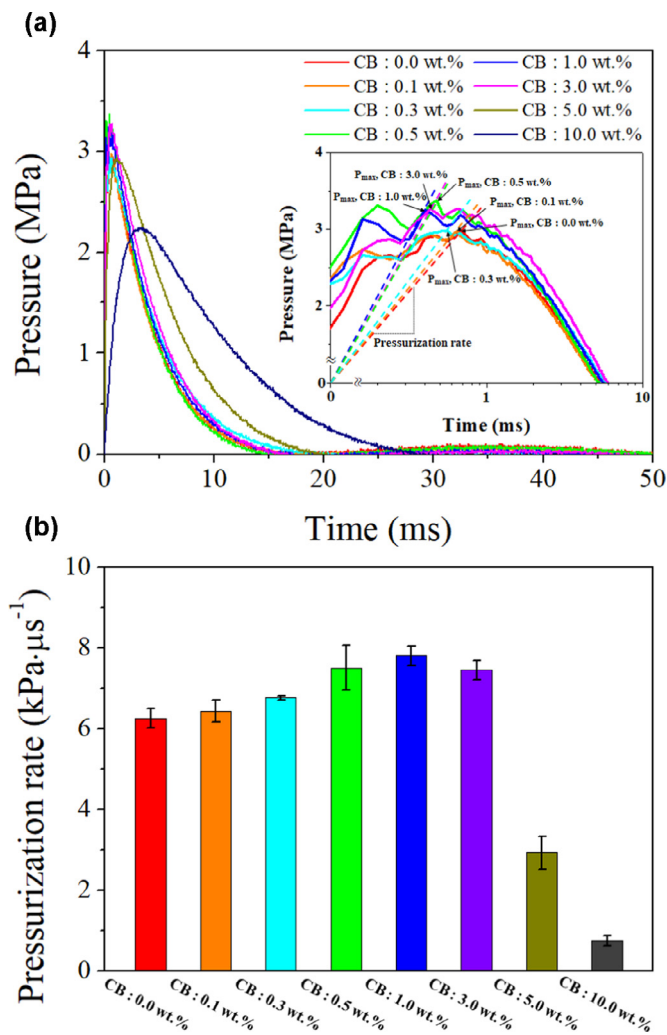 (a)
4
3
2
1
0
Pressure (MPa)
CB : 0.0 wt.%
CB : 0.1 wt.%
CB : 0.3 wt.%
CB : 0.5 wt.%
CB : 1.0 wt.%
CB : 3.0 wt.%
CB : 5.0 wt.%
CB : 10.0 wt.%
4
3
2
0
Pressure (MPa)
Pmax, CB : 3.0 wt.%
Pmax, CB : 0.5 wt.%
Pmax, CB : 1.0 wt.%
Pmax, CB : 0.1 wt.%
Pmax, CB : 0.0 wt.%
Pmax, CB : 0.3 wt.%
Pressurization rate
0 1 10
Time (ms)
0 10 20 30 40 50
Time (ms)
(b)
10
8
6
4
2
0
Pressurization rate (kPa·μs⁻¹)
CB : 0.0 wt.%
CB : 0.1 wt.%
CB : 0.3 wt.%
CB : 0.5 wt.%
CB : 1.0 wt.%
CB : 3.0 wt.%
CB : 5.0 wt.%
CB : 10.0 wt.%